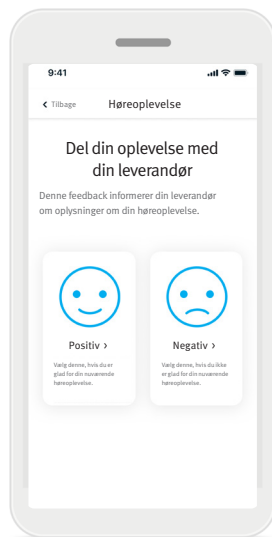 9:41
Tilbage Høreoplevelse
Del din oplevelse med
din leverandør
Denne feedback informerer din leverandør
om oplysninger om din høreoplevelse.
Positiv ›
Vælg denne, hvis du er
glad for din nuværende
høreoplevelse.
Negativ ›
Vælg denne, hvis du ikke
er glad for din nuværende
høreoplevelse.